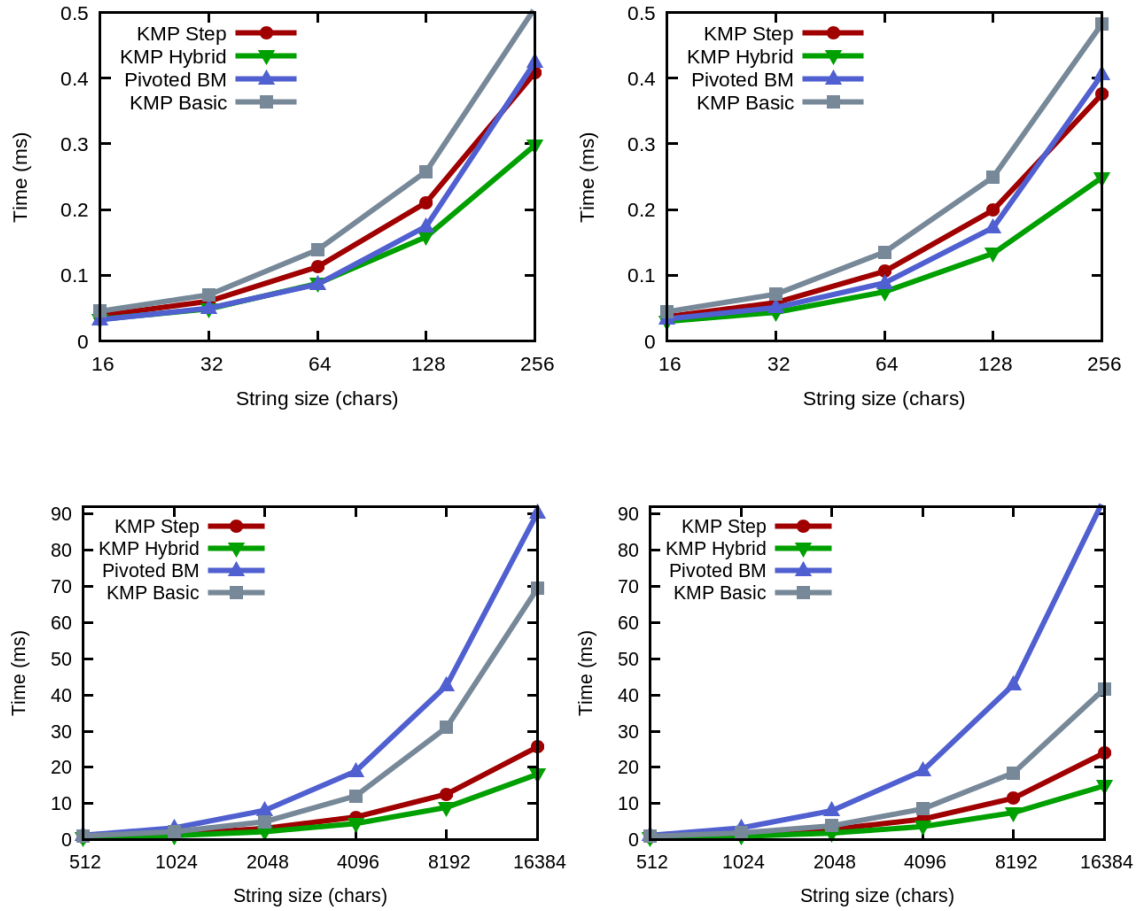 0.5
0.4
0.3
0.2
0.1
0
Time (ms)
KMP Step
KMP Hybrid
Pivoted BM
KMP Basic
16 32 64 128 256
String size (chars)
0.5
0.4
0.3
0.2
0.1
0
Time (ms)
KMP Step
KMP Hybrid
Pivoted BM
KMP Basic
16 32 64 128 256
String size (chars)
90
80
70
60
50
40
30
20
10
0
Time (ms)
KMP Step
KMP Hybrid
Pivoted BM
KMP Basic
512 1024 2048 4096 8192 16384
String size (chars)
90
80
70
60
50
40
30
20
10
0
Time (ms)
KMP Step
KMP Hybrid
Pivoted BM
KMP Basic
512 1024 2048 4096 8192 16384
String size (chars)